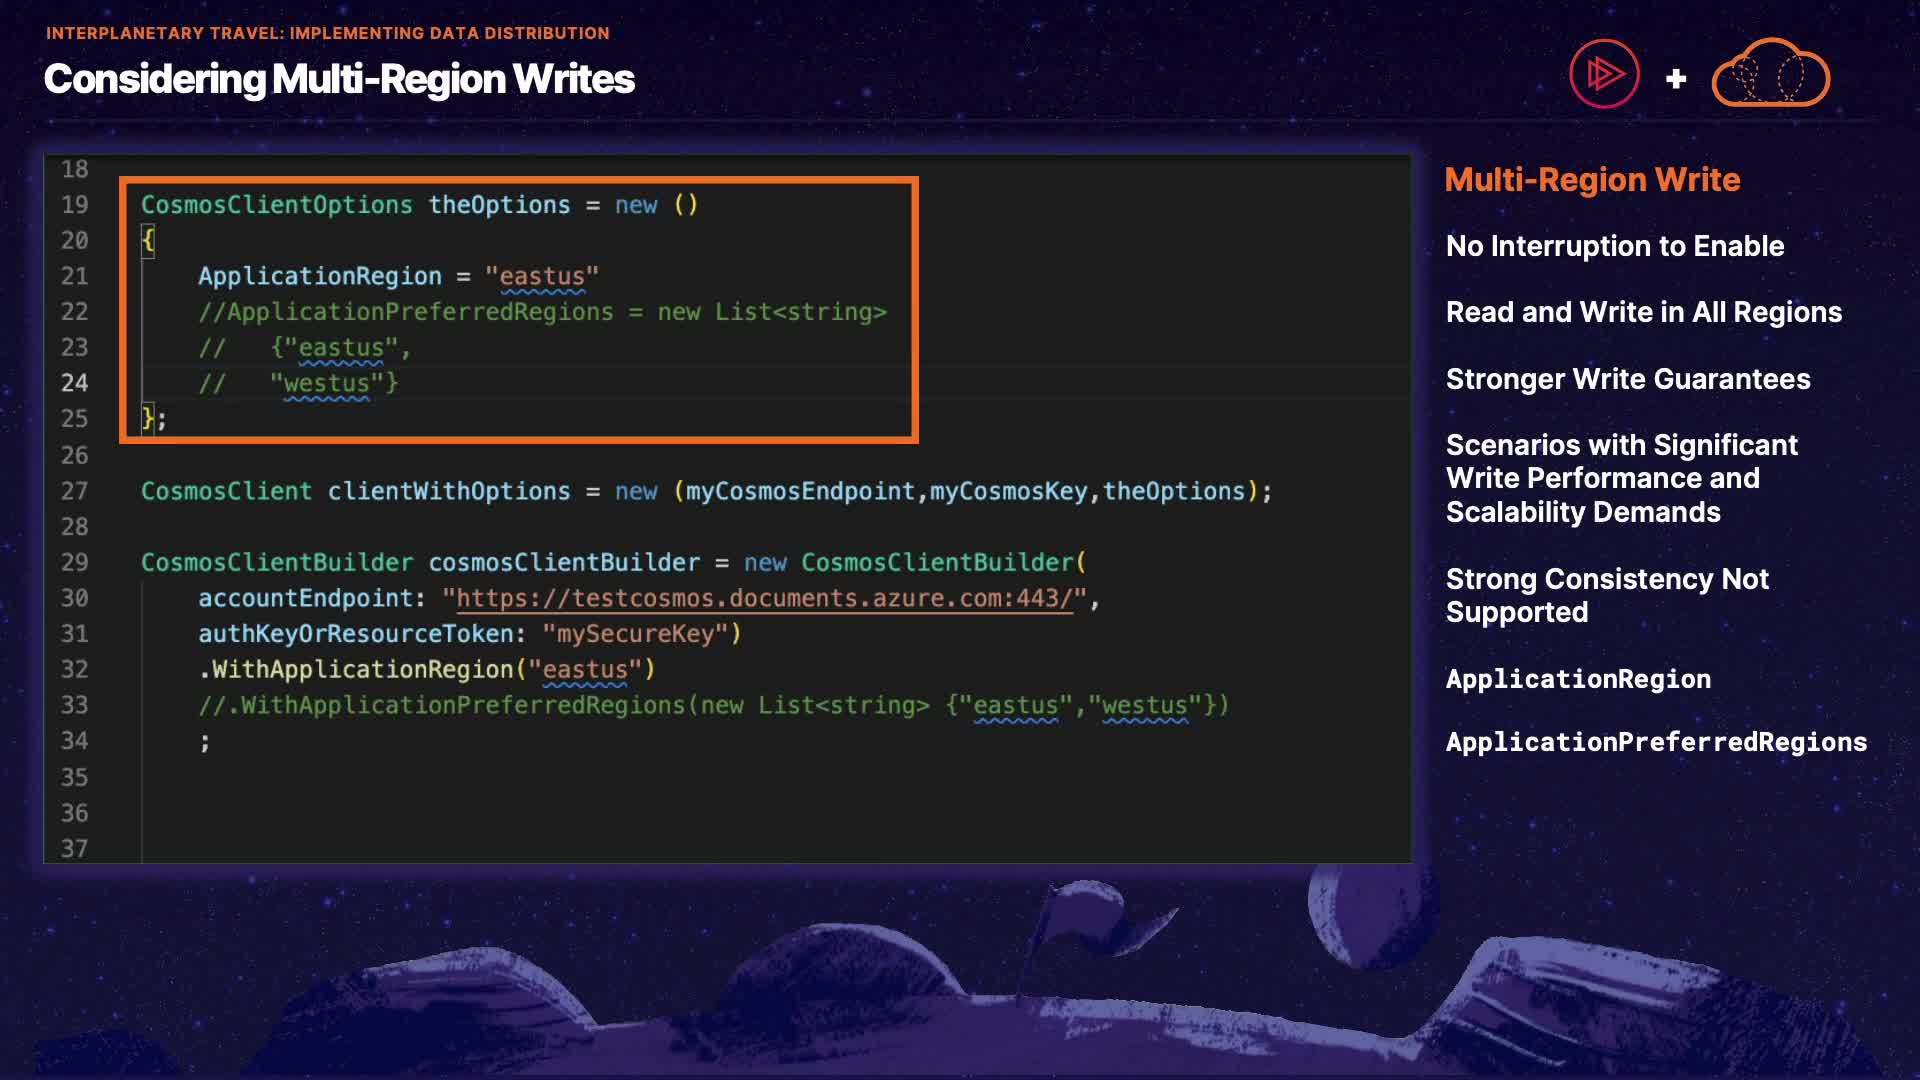 INTERPLANETARY TRAVEL: IMPLEMENTING DATA DISTRIBUTION
Considering Multi-Region Writes
+
18
19 CosmosClientOptions theOptions = new ()
20 {
21 ApplicationRegion = "eastus"
22 //ApplicationPreferredRegions = new List<string>
23 // {"eastus",
24 // "westus"}
25 };
26
27 CosmosClient clientWithOptions = new (myCosmosEndpoint,myCosmosKey,theOptions);
28
29 CosmosClientBuilder cosmosClientBuilder = new CosmosClientBuilder(
30 accountEndpoint: "https://testcosmos.documents.azure.com:443/",
31 authKeyOrResourceToken: "mySecureKey")
32 .WithApplicationRegion("eastus")
33 //.WithApplicationPreferredRegions(new List<string> {"eastus","westus"})
34 ;
35
36
37
Multi-Region Write
No Interruption to Enable
Read and Write in All Regions
Stronger Write Guarantees
Scenarios with Significant
Write Performance and
Scalability Demands
Strong Consistency Not
Supported
ApplicationRegion
ApplicationPreferredRegions